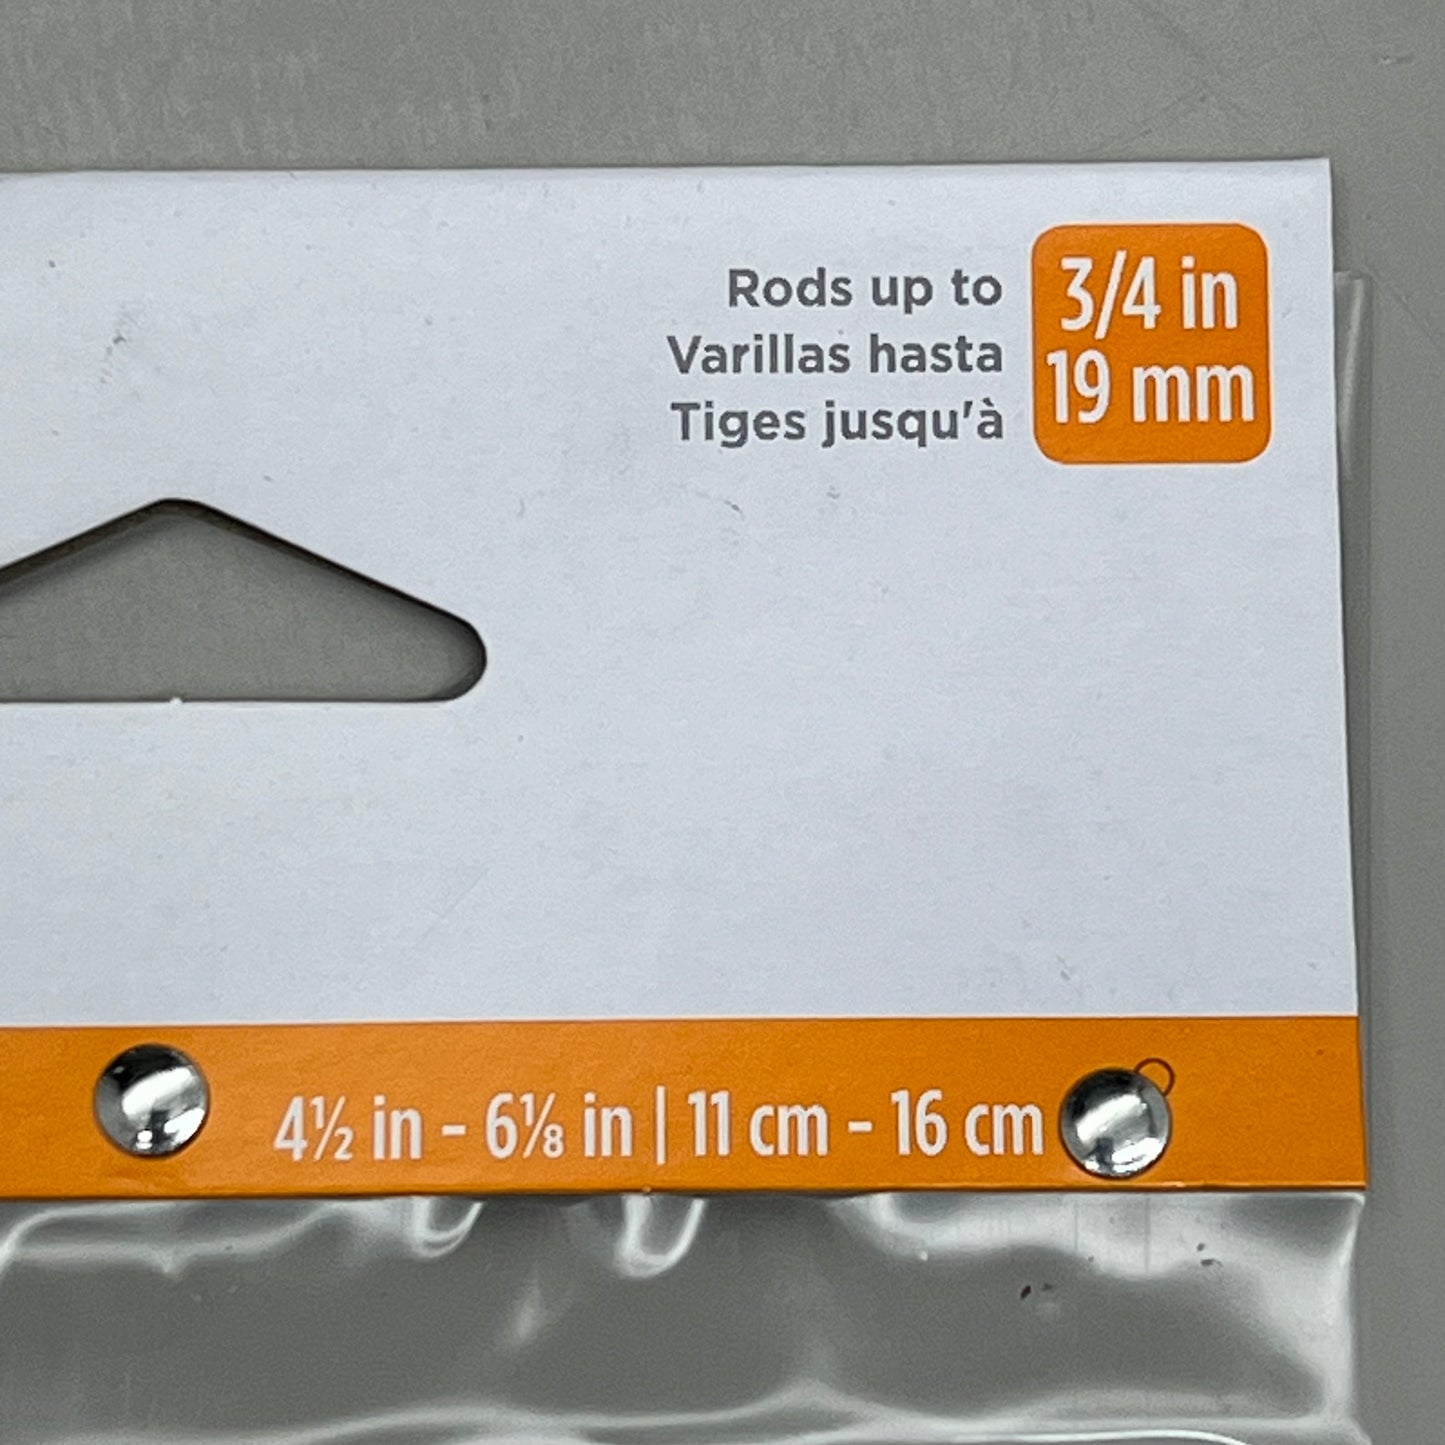 Rods up to
Varillas hasta
Tiges jusqu'à
3/4 in
19 mm
4½ in - 6⅛ in | 11 cm - 16 cm